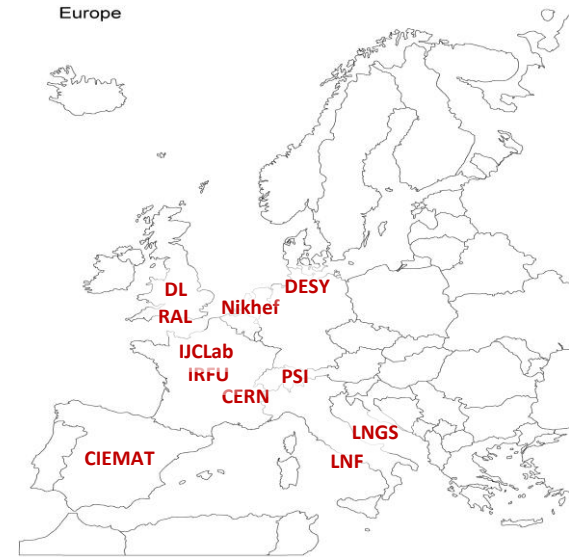 Europe
DESY
DL
Nikhef
RAL
IJCLab
IRFU
PSI
CERN
LNGS
CIEMAT
LNF